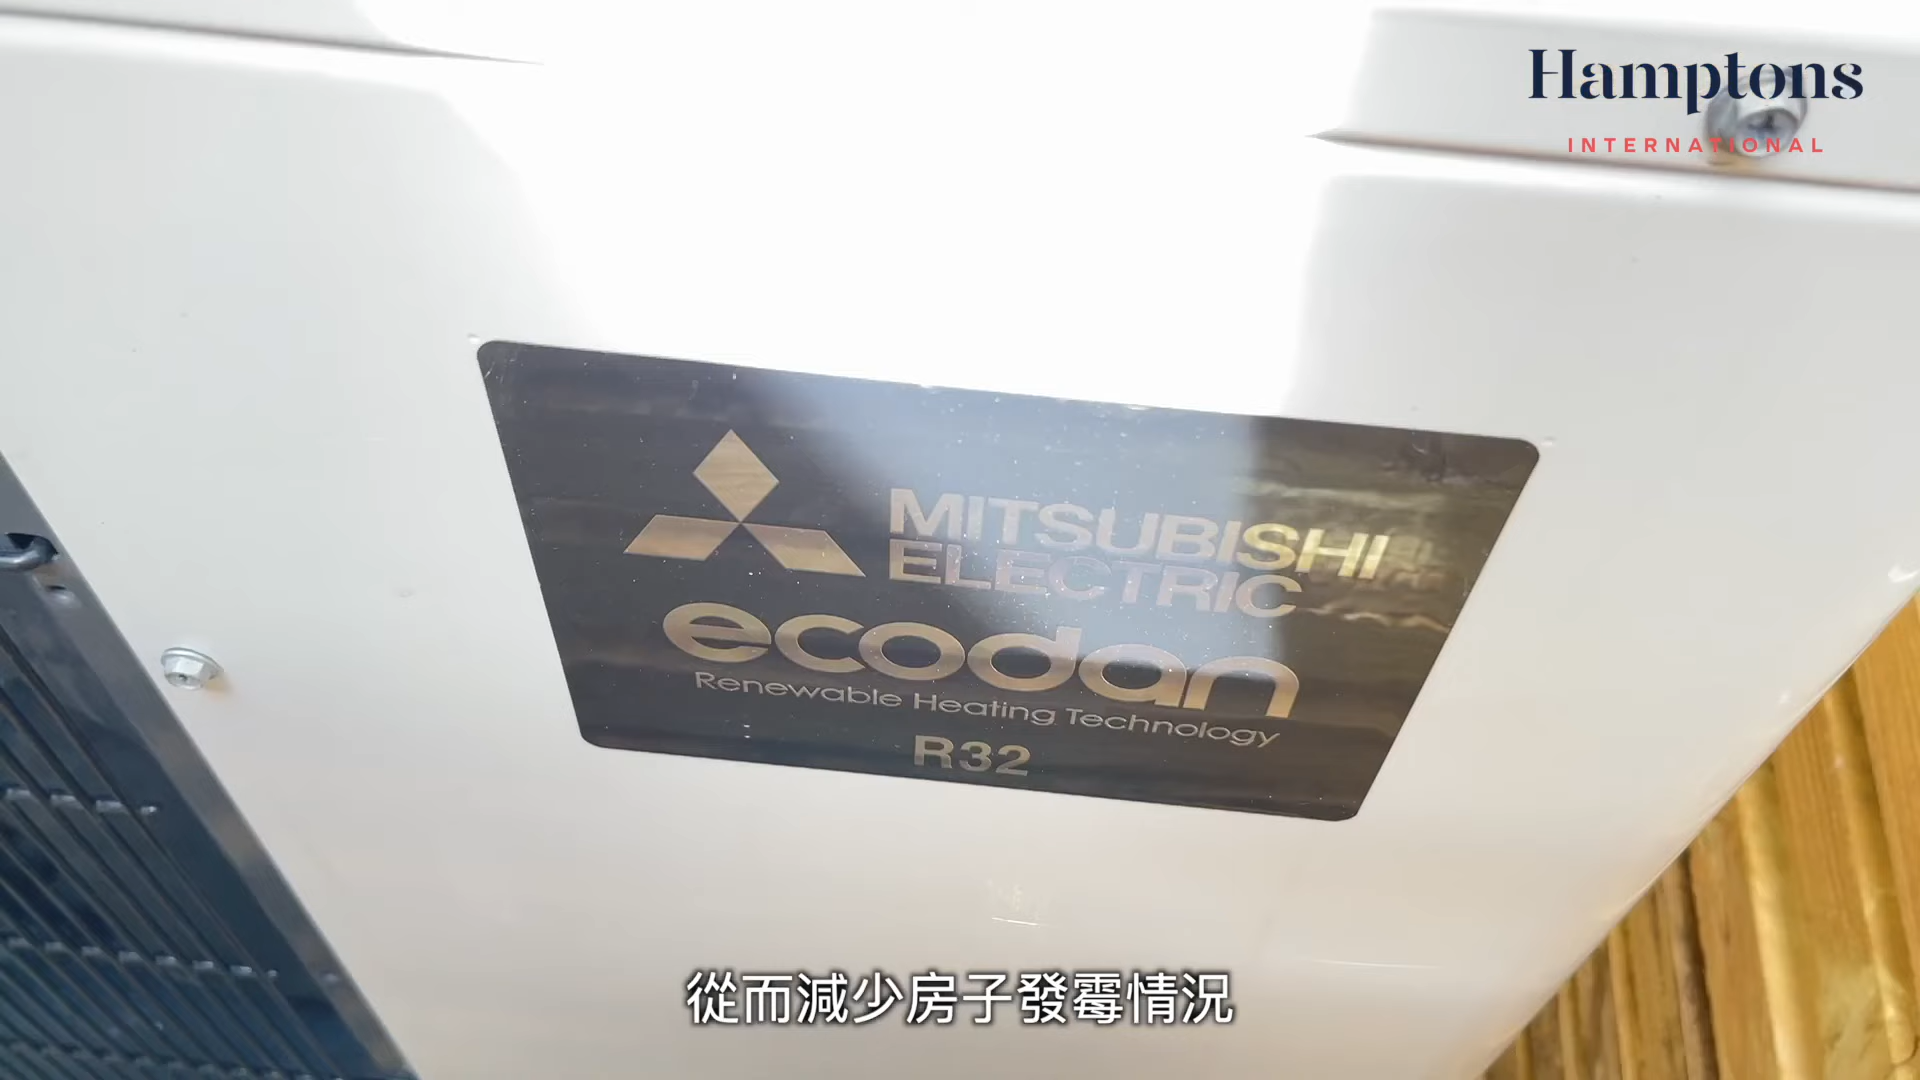 Hamptons
INTERNATIONAL
MITSUBISHI
ELECTRIC
ecodan
Renewable Heating Technology
R32
從而減少房子發霉情況